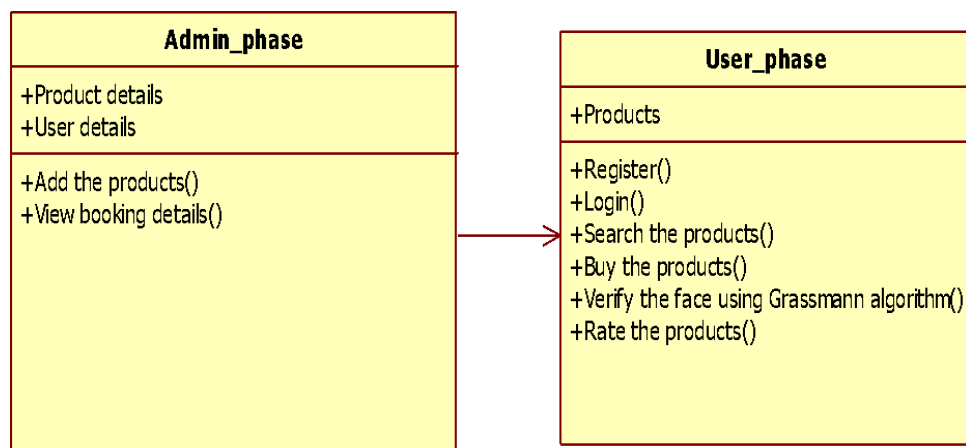 Admin_phase
+Product details
+User details
+Add the products()
+View booking details()
User_phase
+Products
+Register()
+Login()
+Search the products()
+Buy the products()
+Verify the face using Grassmann algorithm()
+Rate the products()